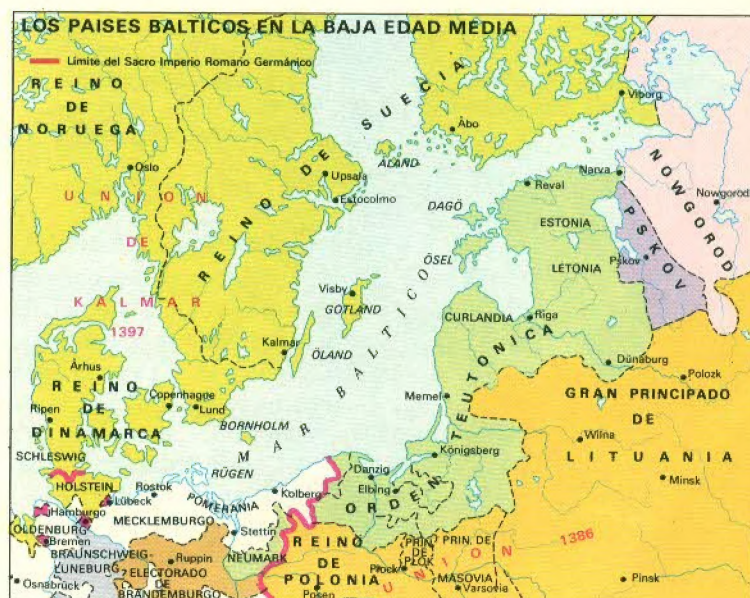 LOS PAISES BALTICOS EN LA BAJA EDAD MEDIA
Límite del Sacro Imperio Romano Germánico
REINO
DE
NORUEGA
Oslo
UNION
DE
KALMAR
1397
REINO DE SUECIA
Upsala
Estocolmo
Åbo
Viborg
ÅLAND
Narva
Reval
NOWGOROD
Nowgorod
PSKOV
Pskov
DAGÖ
ÖSEL
ESTONIA
LETONIA
Visby
GOTLAND
Kalmar
ÖLAND
MAR BALTICO
CURLANDIA
Riga
Dünaburg
Polozk
Århus
REINO
DE
DINAMARCA
Ripen
Copenhague
Lund
BORNHOLM
Memel
Königsberg
ORDEN TEUTONICA
GRAN PRINCIPADO
DE
LITUANIA
Wilna
Minsk
SCHLESWIG
HOLSTEIN
RÜGEN
Rostok
Lübeck
Hamburgo
POMERANIA
Kolberg
Danzig
Elbing
MECKLEMBURGO
Stettin
OLDENBURG
Bremen
BRAUNSCHWEIG-
LÜNEBURG
Osnabrück
Ruppin
ELECTORADO
DE
BRANDEMBURGO
NEUMARK
REINO
DE
POLONIA
Posen
PRIN.
DE
PLOK
Plock
PRIN. DE
MASOVIA
Varsovia
UNION
1386
Pinsk